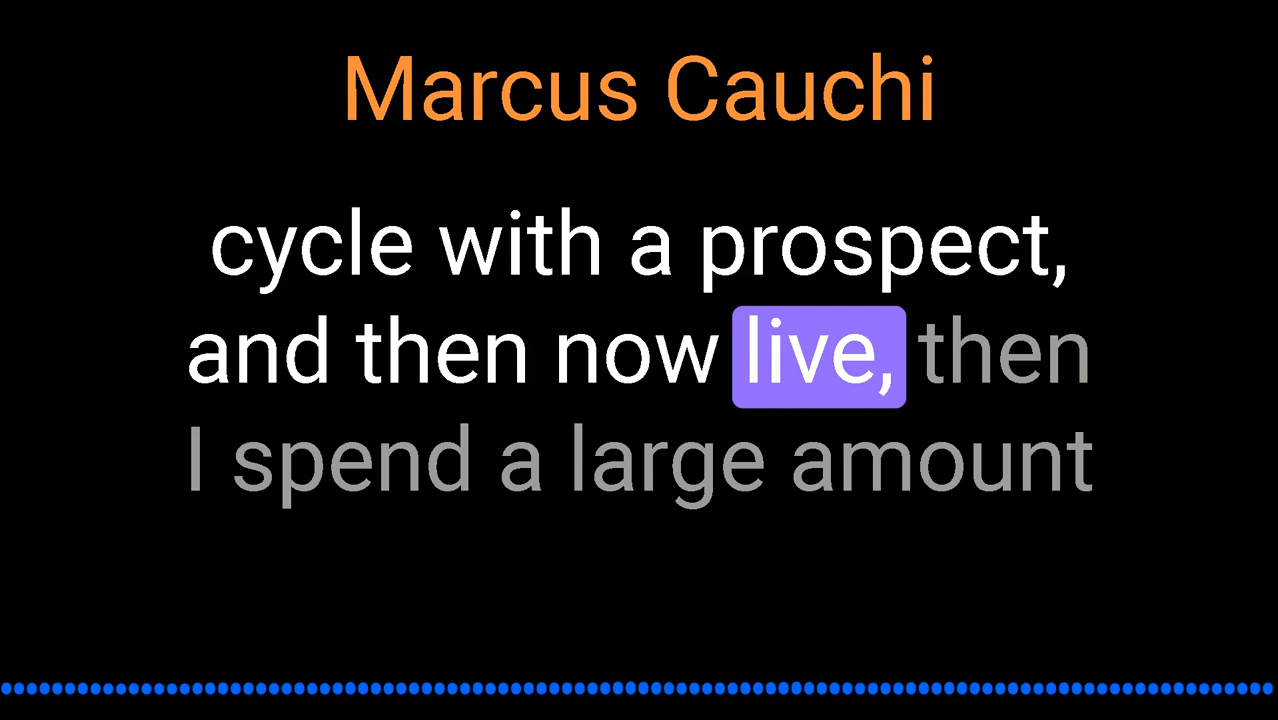 Marcus Cauchi
cycle with a prospect,
and then now live, then
I spend a large amount